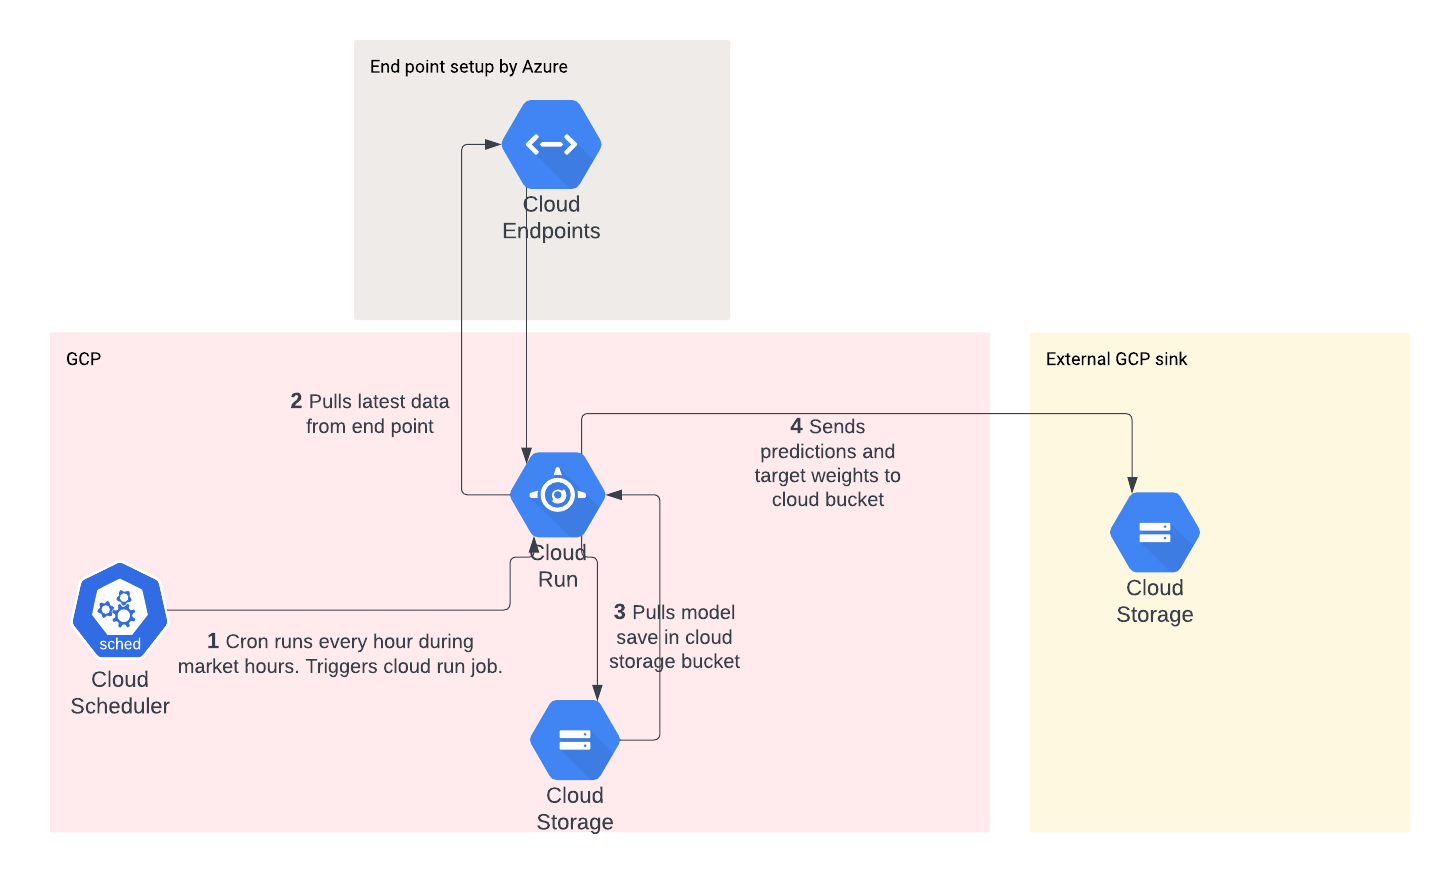 End point setup by Azure
Cloud
Endpoints
GCP
External GCP sink
2 Pulls latest data
from end point
4 Sends
predictions and
target weights to
cloud bucket
Cloud
Run
Cloud
Storage
3 Pulls model
save in cloud
storage bucket
sched
1 Cron runs every hour during
market hours. Triggers cloud run job.
Cloud
Scheduler
Cloud
Storage